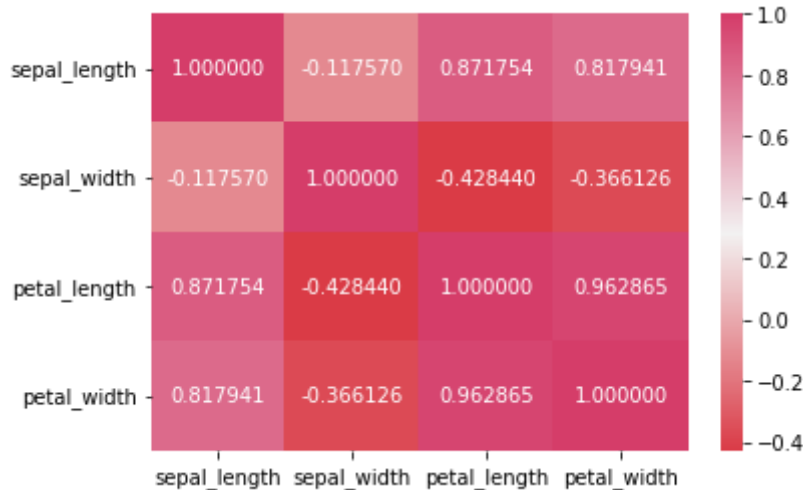 sepal_length 1.000000 -0.117570 0.871754 0.817941
sepal_width -0.117570 1.000000 -0.428440 -0.366126
petal_length 0.871754 -0.428440 1.000000 0.962865
petal_width 0.817941 -0.366126 0.962865 1.000000
sepal_length sepal_width petal_length petal_width
1.0
0.8
0.6
0.4
0.2
0.0
−0.2
−0.4